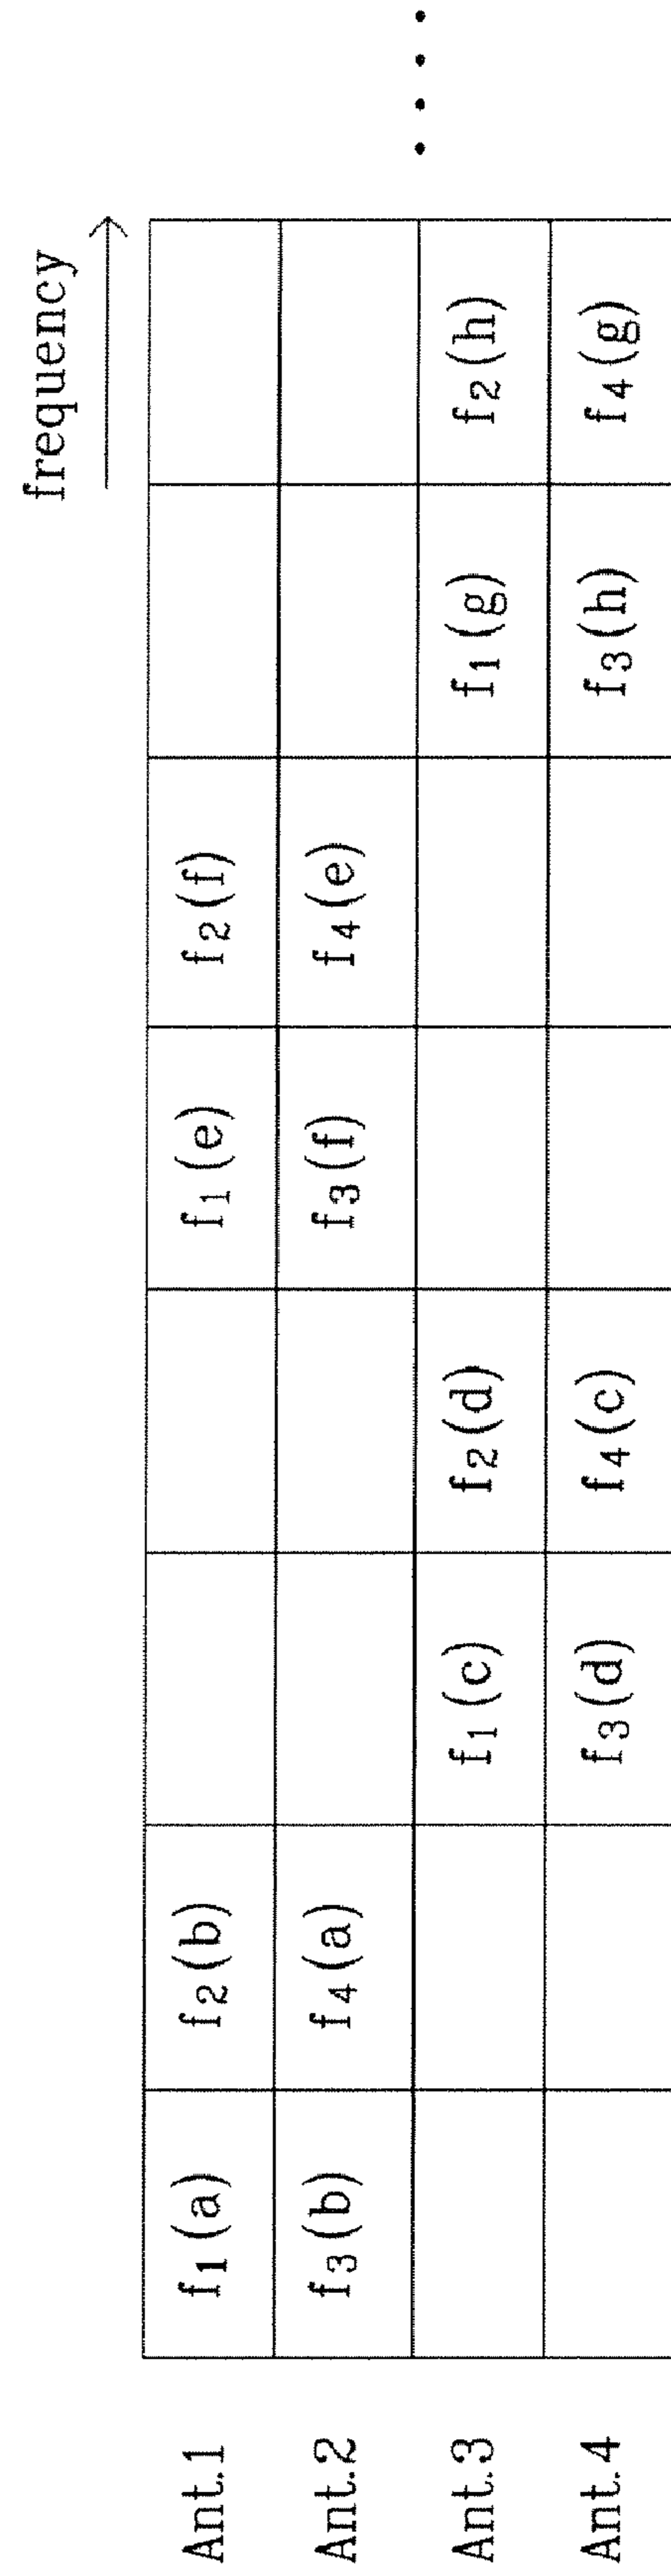 frequency
Ant.1 f1(a) f2(b) f1(e) f2(f)
Ant.2 f3(b) f4(a) f3(f) f4(e)
Ant.3 f1(c) f2(d) f1(g) f2(h)
Ant.4 f3(d) f4(c) f3(h) f4(g)